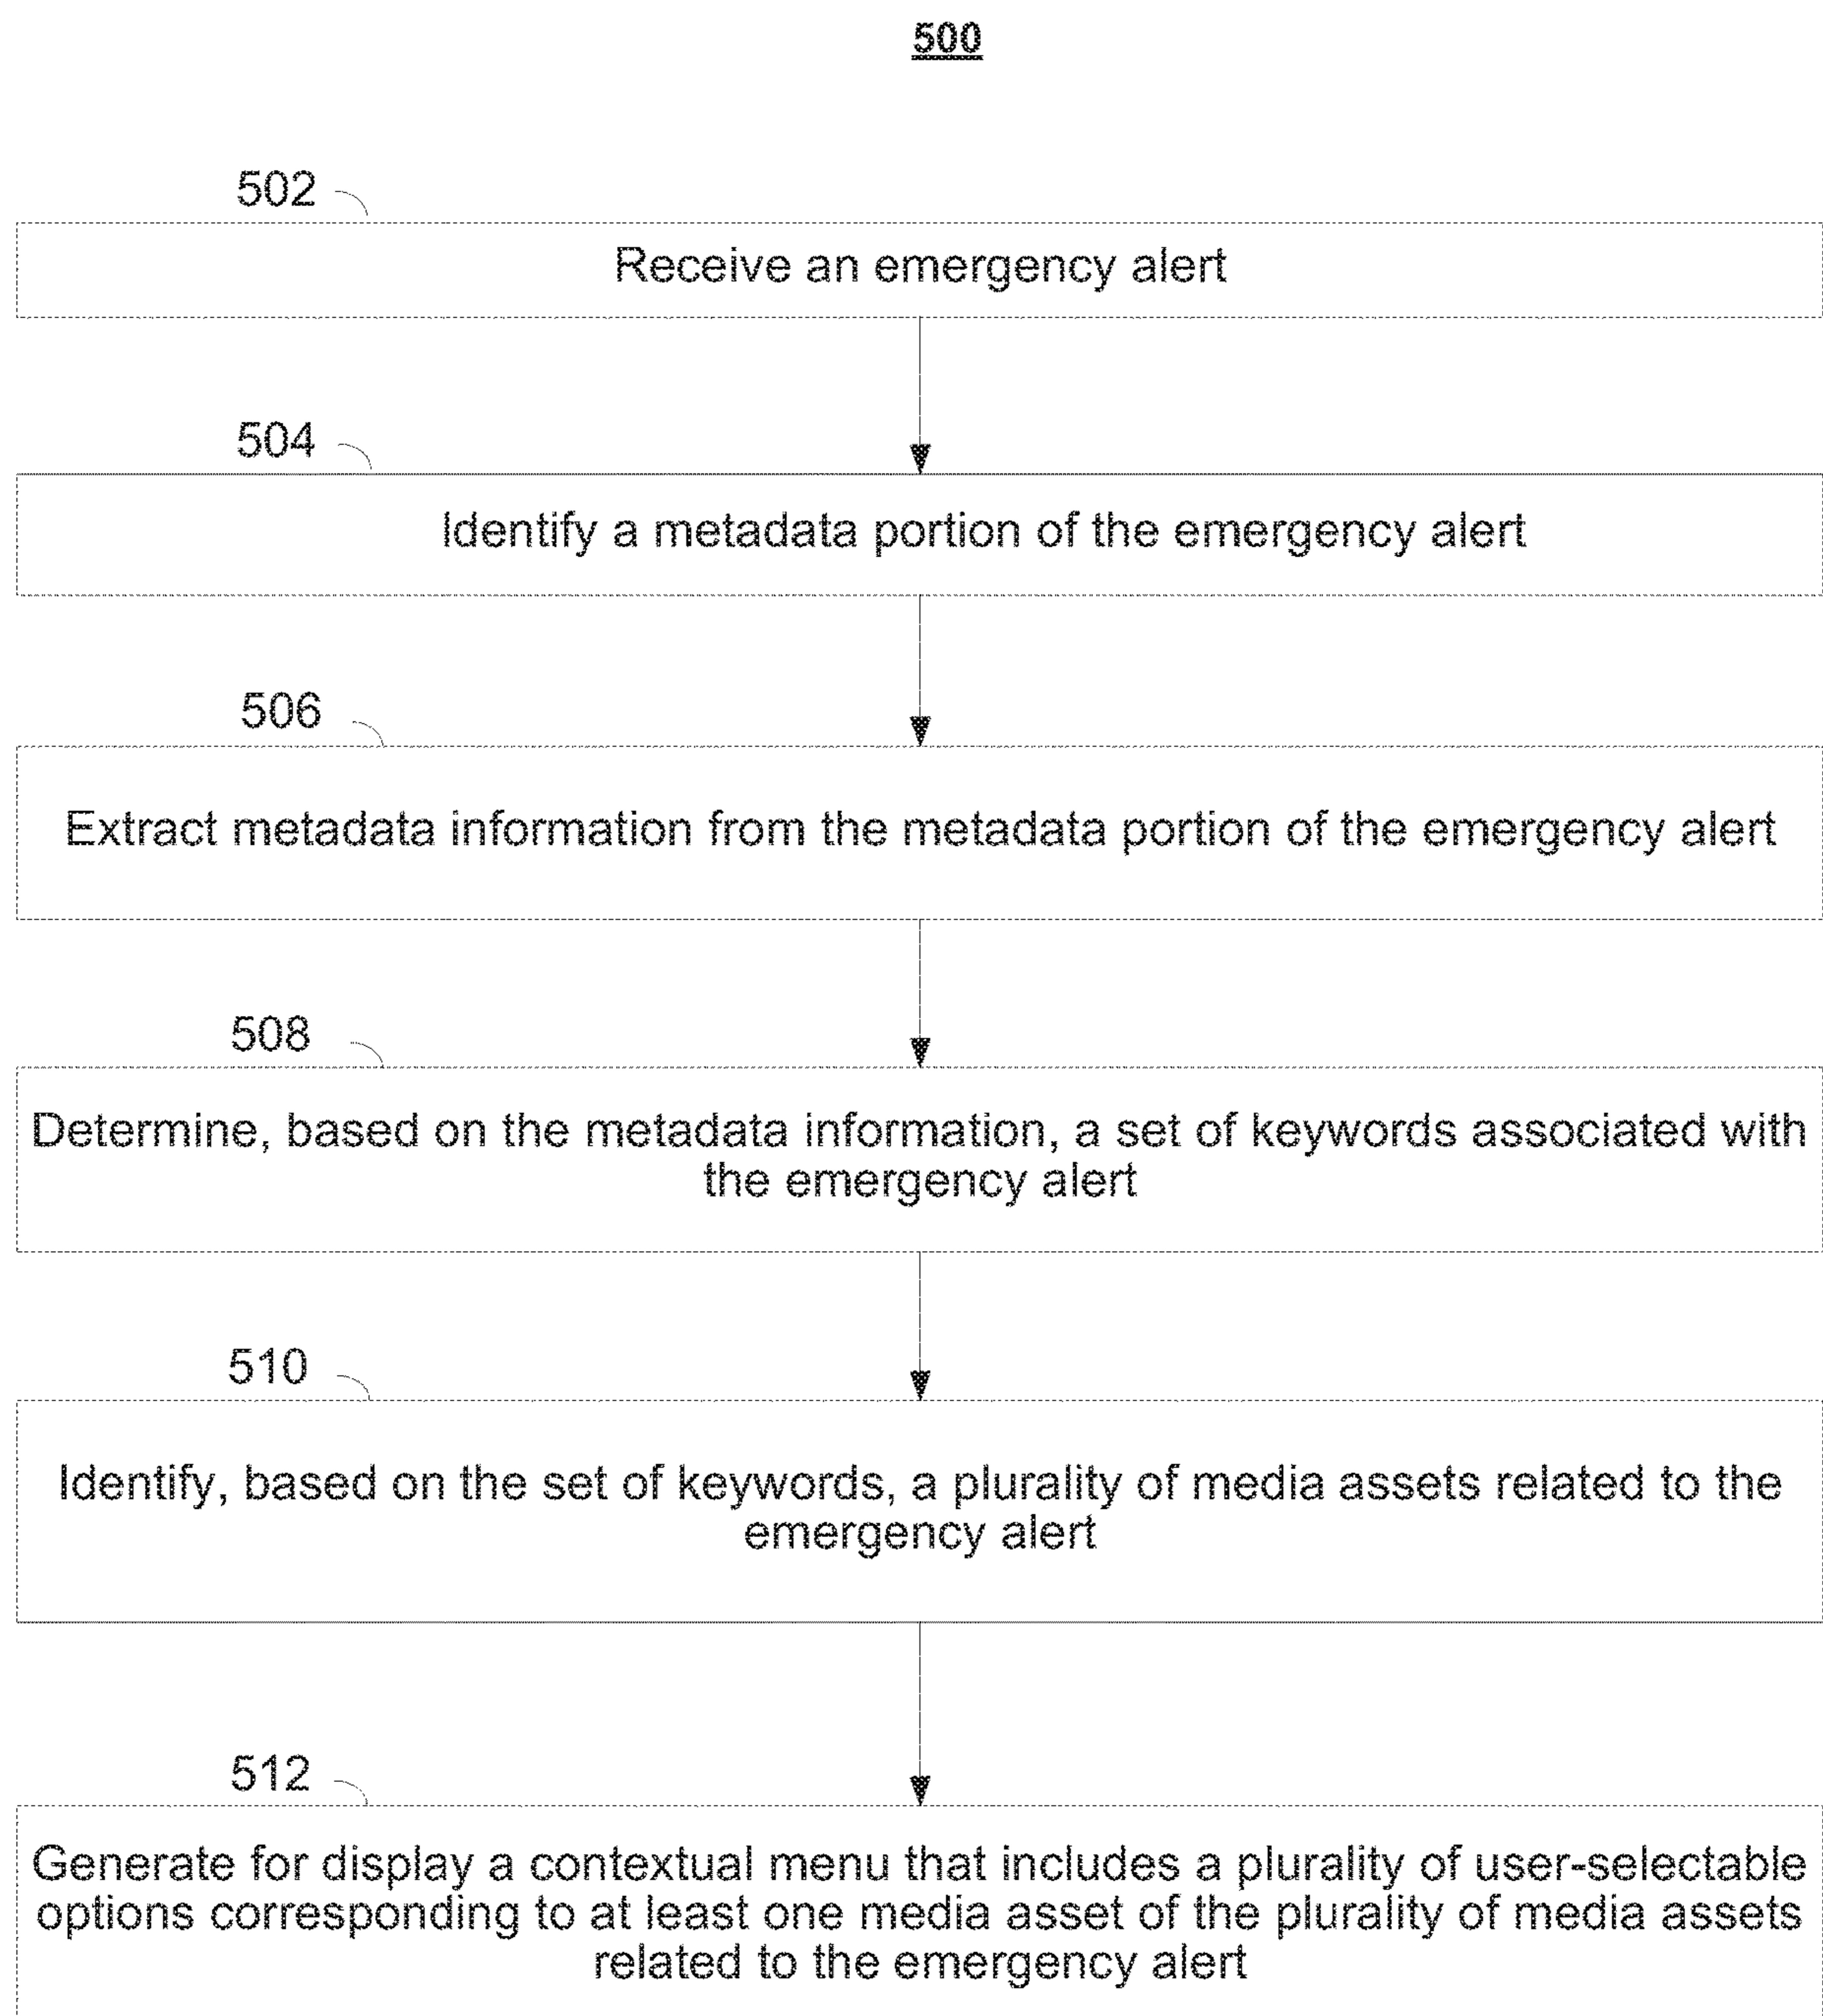 500
502
Receive an emergency alert
504
Identify a metadata portion of the emergency alert
506
Extract metadata information from the metadata portion of the emergency alert
508
Determine, based on the metadata information, a set of keywords associated with
the emergency alert
510
Identify, based on the set of keywords, a plurality of media assets related to the
emergency alert
512
Generate for display a contextual menu that includes a plurality of user-selectable
options corresponding to at least one media asset of the plurality of media assets
related to the emergency alert